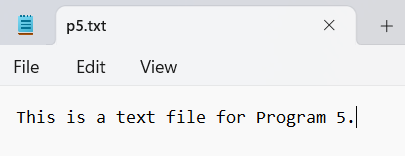 p5.txt
File Edit View
This is a text file for Program 5.